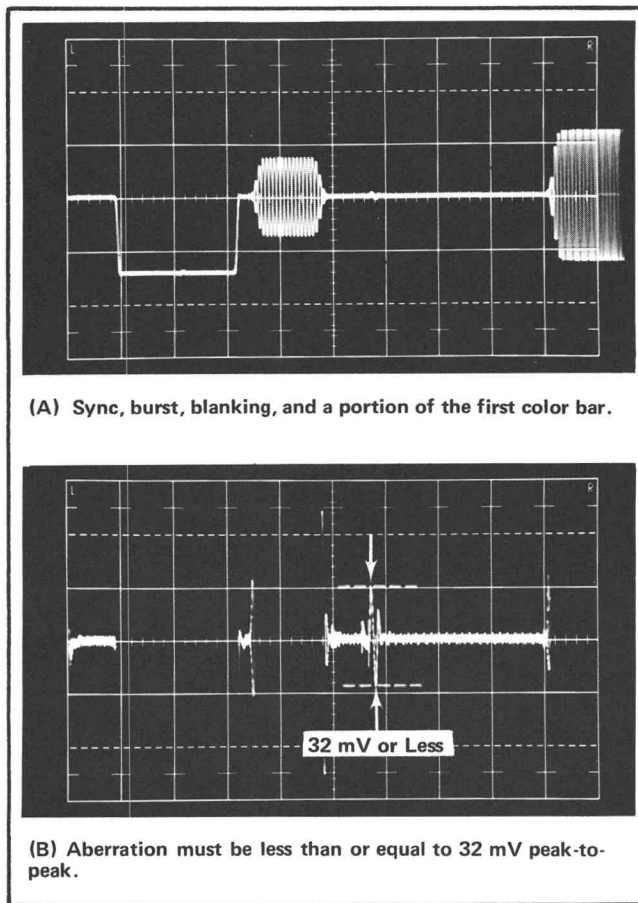 L R
(A) Sync, burst, blanking, and a portion of the first color bar.
L R
32 mV or Less
(B) Aberration must be less than or equal to 32 mV peak-to-
peak.